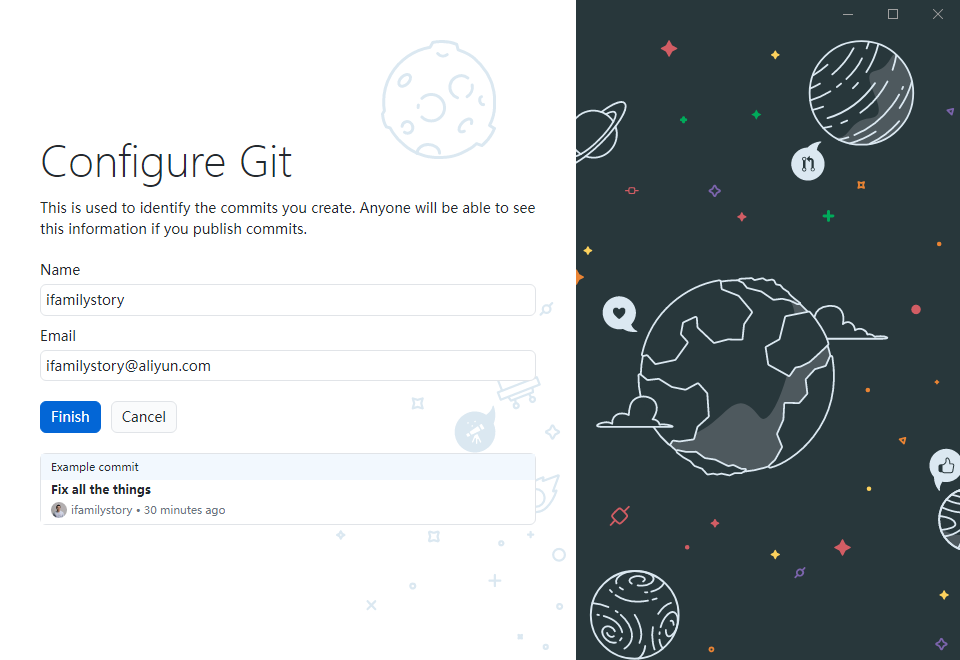 Configure Git
This is used to identify the commits you create. Anyone will be able to see
this information if you publish commits.
Name
ifamilystory
Email
ifamilystory@aliyun.com
Finish Cancel
Example commit
Fix all the things
ifamilystory • 30 minutes ago